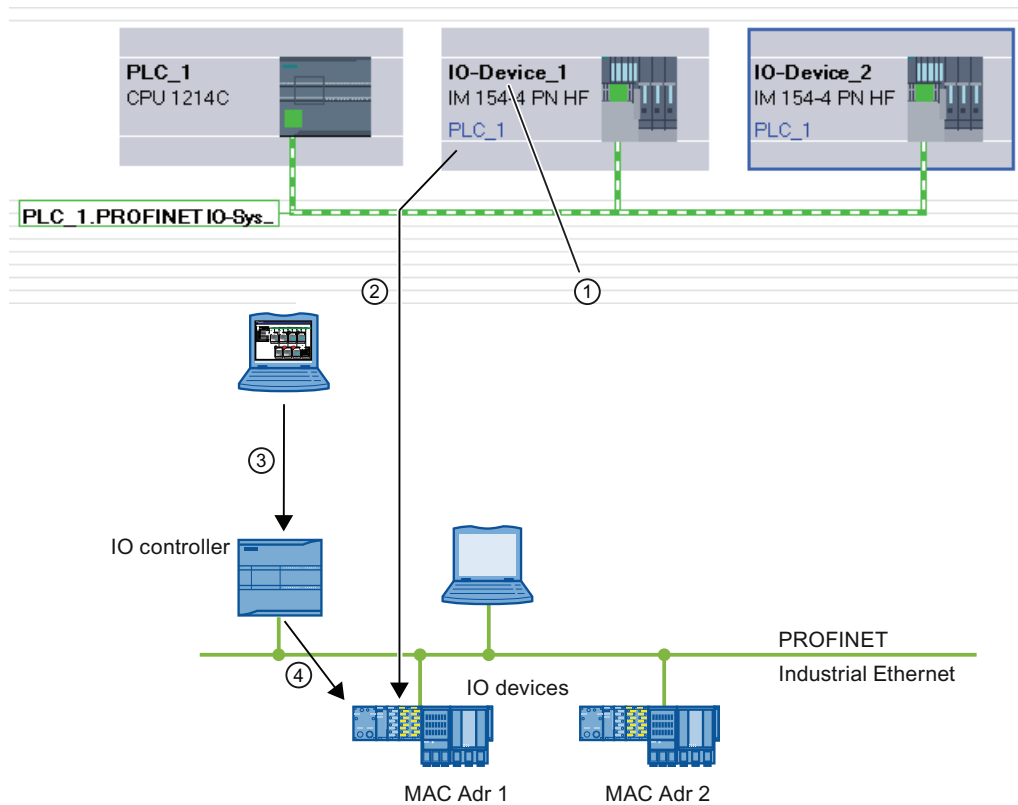 PLC_1
CPU 1214C
IO-Device_1
IM 154-4 PN HF
PLC_1
IO-Device_2
IM 154-4 PN HF
PLC_1
PLC_1.PROFINET IO-Sys_
②
①
③
IO controller
PROFINET
④
Industrial Ethernet
IO devices
MAC Adr 1
MAC Adr 2